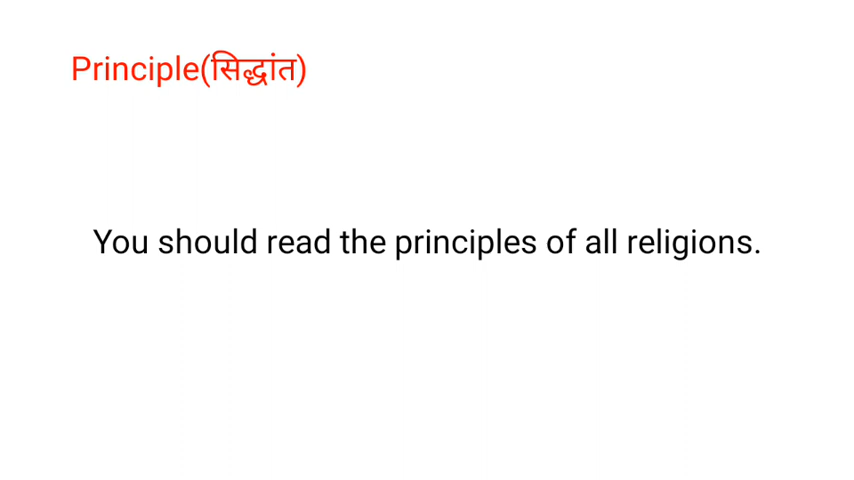 Principle(सिद्धांत)
You should read the principles of all religions.